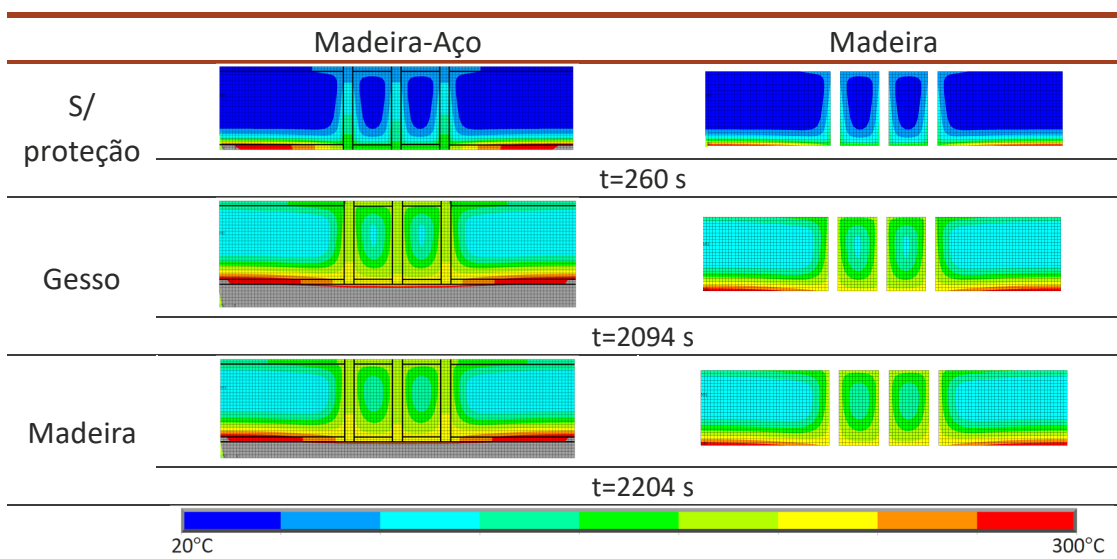 Madeira-Aço Madeira
S/
proteção
t=260 s
Gesso
t=2094 s
Madeira
t=2204 s
20°C 300°C